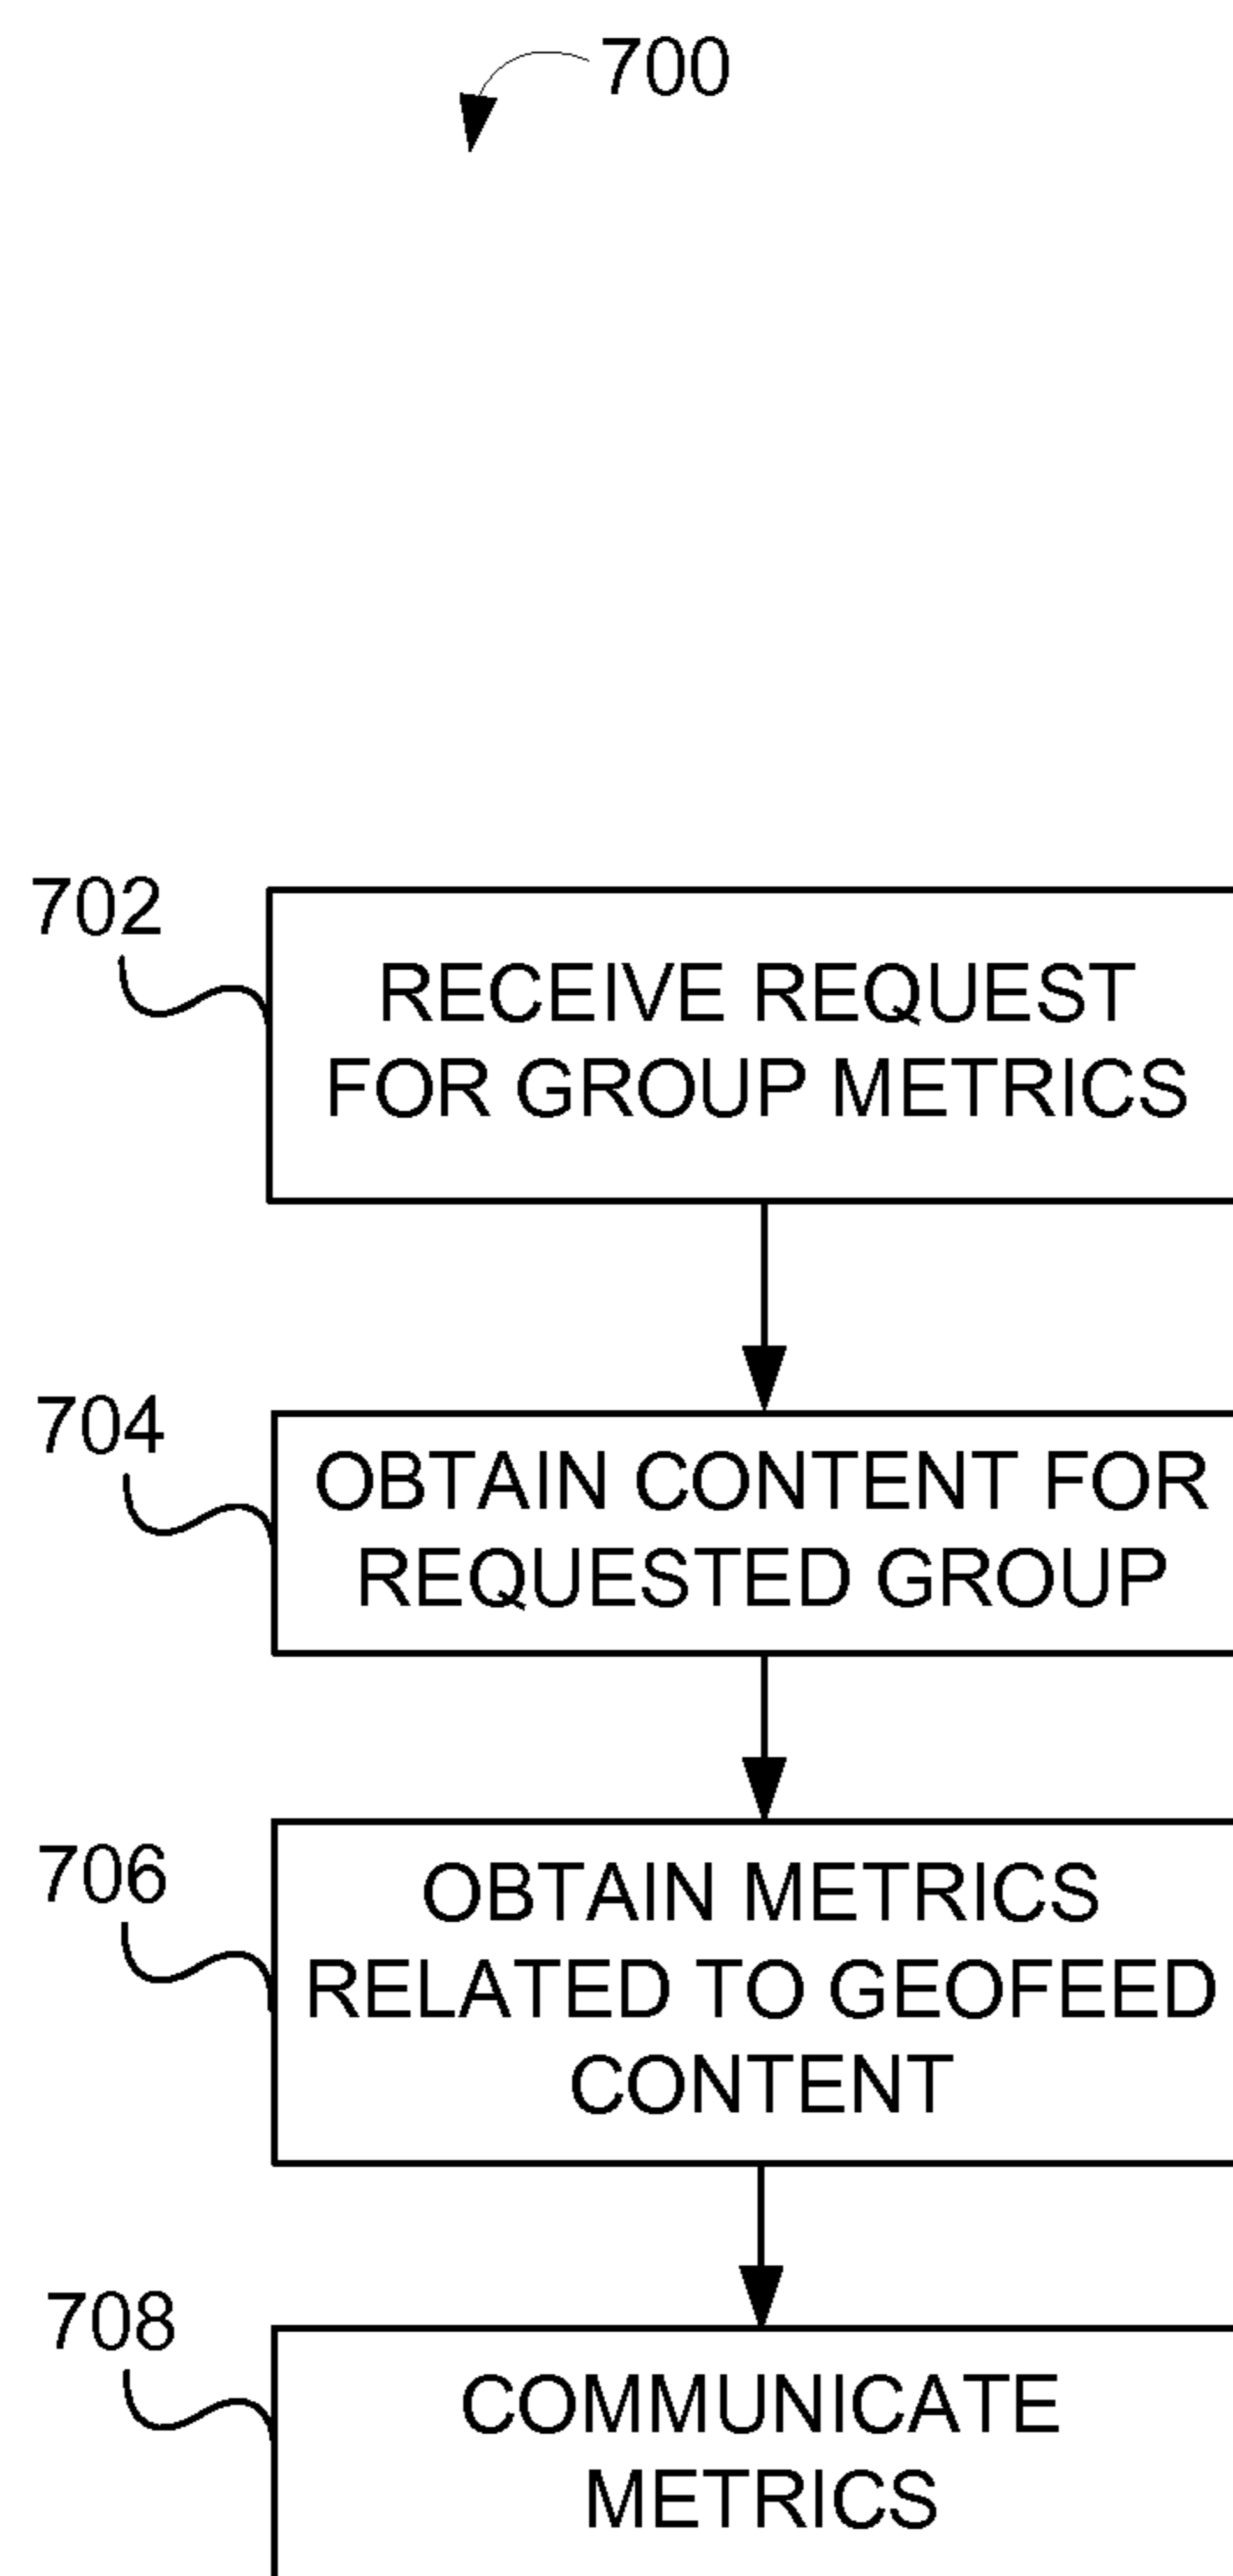 700
702
RECEIVE REQUEST
FOR GROUP METRICS
704
OBTAIN CONTENT FOR
REQUESTED GROUP
706
OBTAIN METRICS
RELATED TO GEOFEED
CONTENT
708
COMMUNICATE
METRICS